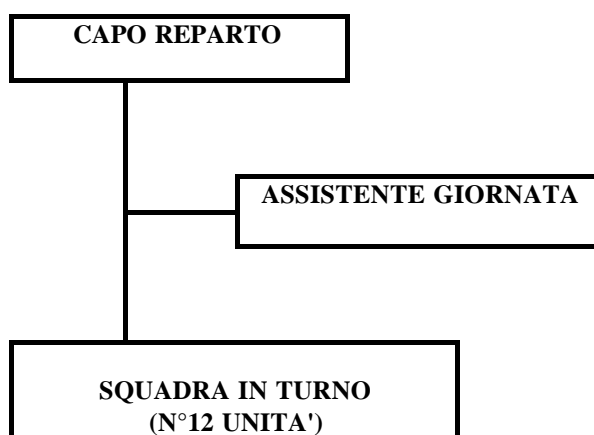 CAPO REPARTO
ASSISTENTE GIORNATA
SQUADRA IN TURNO
(N°12 UNITA')